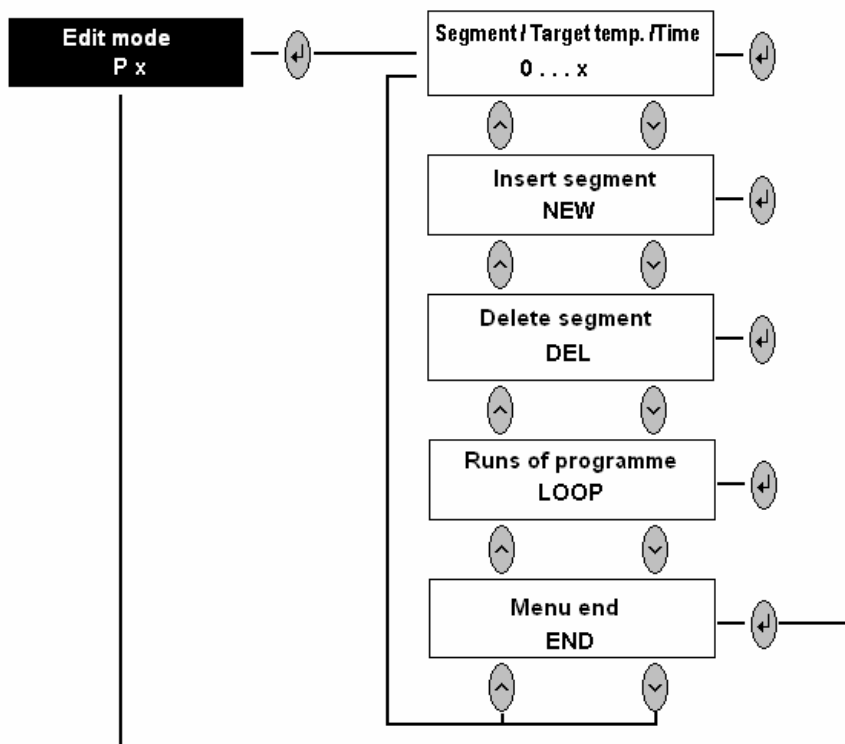 Edit mode
P x
Segment / Target temp. /Time
0 . . . x
Insert segment
NEW
Delete segment
DEL
Runs of programme
LOOP
Menu end
END